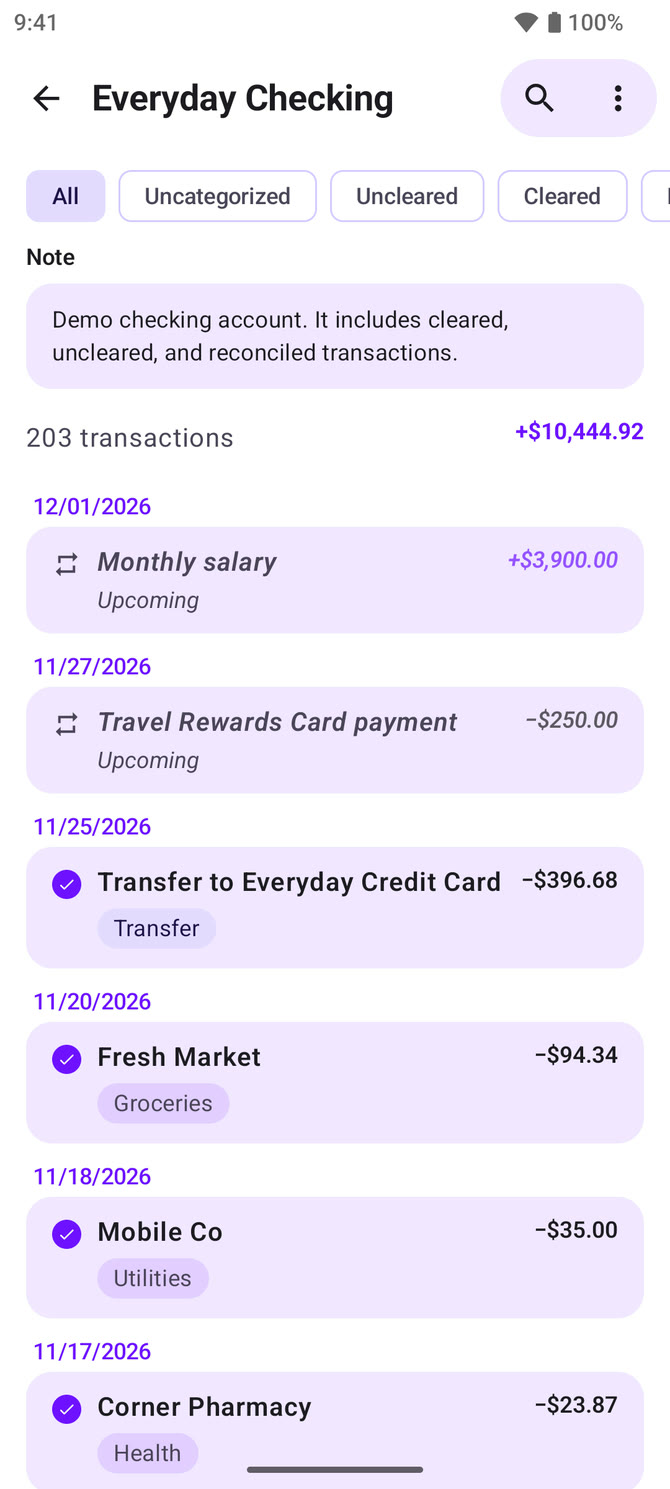 9:41
100%
Everyday Checking
All
Uncategorized
Uncleared
Cleared
Note
Demo checking account. It includes cleared,
uncleared, and reconciled transactions.
203 transactions
+$10,444.92
12/01/2026
Monthly salary
+$3,900.00
Upcoming
11/27/2026
Travel Rewards Card payment
−$250.00
Upcoming
11/25/2026
Transfer to Everyday Credit Card
−$396.68
Transfer
11/20/2026
Fresh Market
−$94.34
Groceries
11/18/2026
Mobile Co
−$35.00
Utilities
11/17/2026
Corner Pharmacy
−$23.87
Health